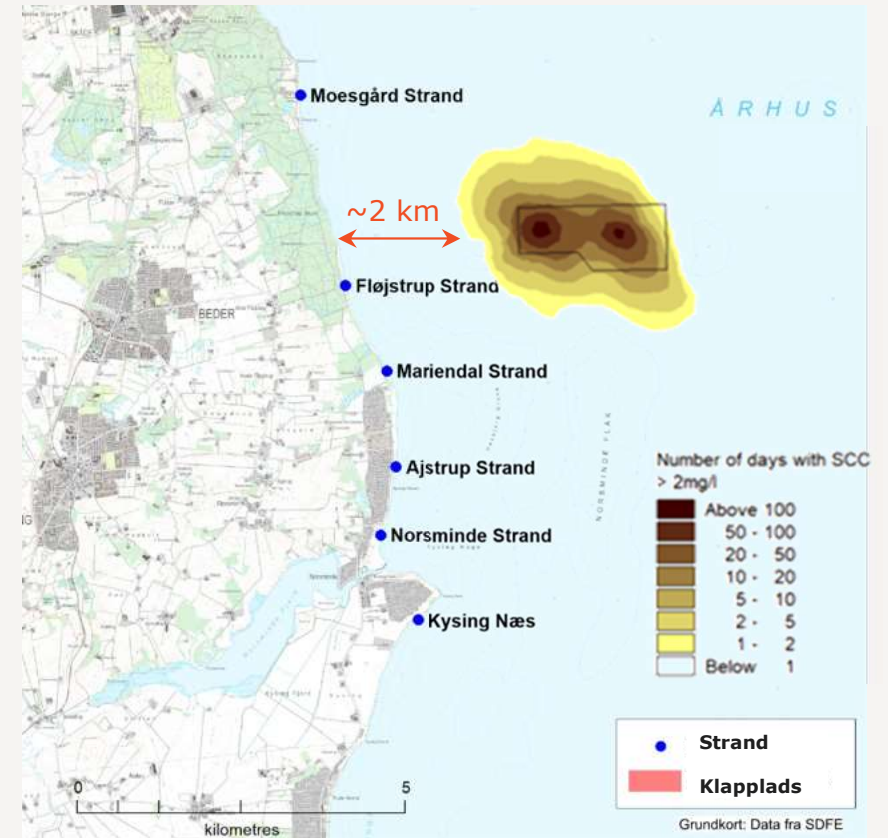 Moesgård Strand
ÅRHUS
~2 km
Fløjstrup Strand
BEDER
Mariendal Strand
NORSMINDE FLAK
Ajstrup Strand
Norsminde Strand
Kysing Næs
Number of days with SCC
> 2mg/l
Above 100
50 - 100
20 - 50
10 - 20
5 - 10
2 - 5
1 - 2
Below 1
Strand
Klapplads
0 5
kilometres
Grundkort: Data fra SDFE